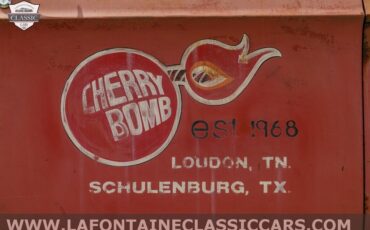 CLASSIC
CHERRY
BOMB
est 1968
LOUDON, TN.
SCHULENBURG, TX.
WWW.LAFONTAINECLASSICCARS.COM